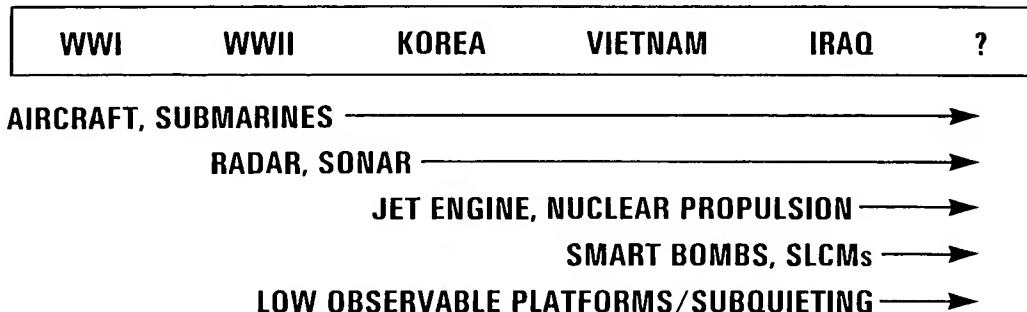 WWI WWII KOREA VIETNAM IRAQ ?
AIRCRAFT, SUBMARINES
RADAR, SONAR
JET ENGINE, NUCLEAR PROPULSION
SMART BOMBS, SLCMs
LOW OBSERVABLE PLATFORMS/SUBQUIETING